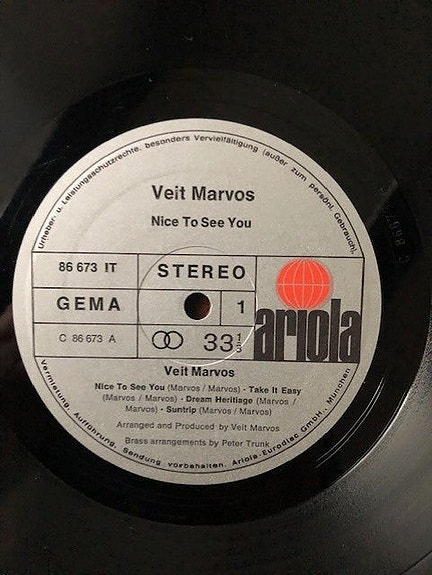 Urheber- u. Leistungsschutzrechte, besonders Vervielfältigung (außer zum persönl. Gebrauch),
Veit Marvos
Nice To See You
86 673 IT
STEREO
GEMA
1
ariola
C 86 673 A
33 1/3
Veit Marvos
Nice To See You (Marvos / Marvos) - Take It Easy
(Marvos / Marvos) - Dream Heritiage (Marvos /
Marvos) - Suntrip (Marvos / Marvos)
Arranged and Produced by Veit Marvos
Brass arrangements by Peter Trunk
Vermietung, Aufführung, Sendung vorbehalten. Ariola-Eurodisc GmbH., München